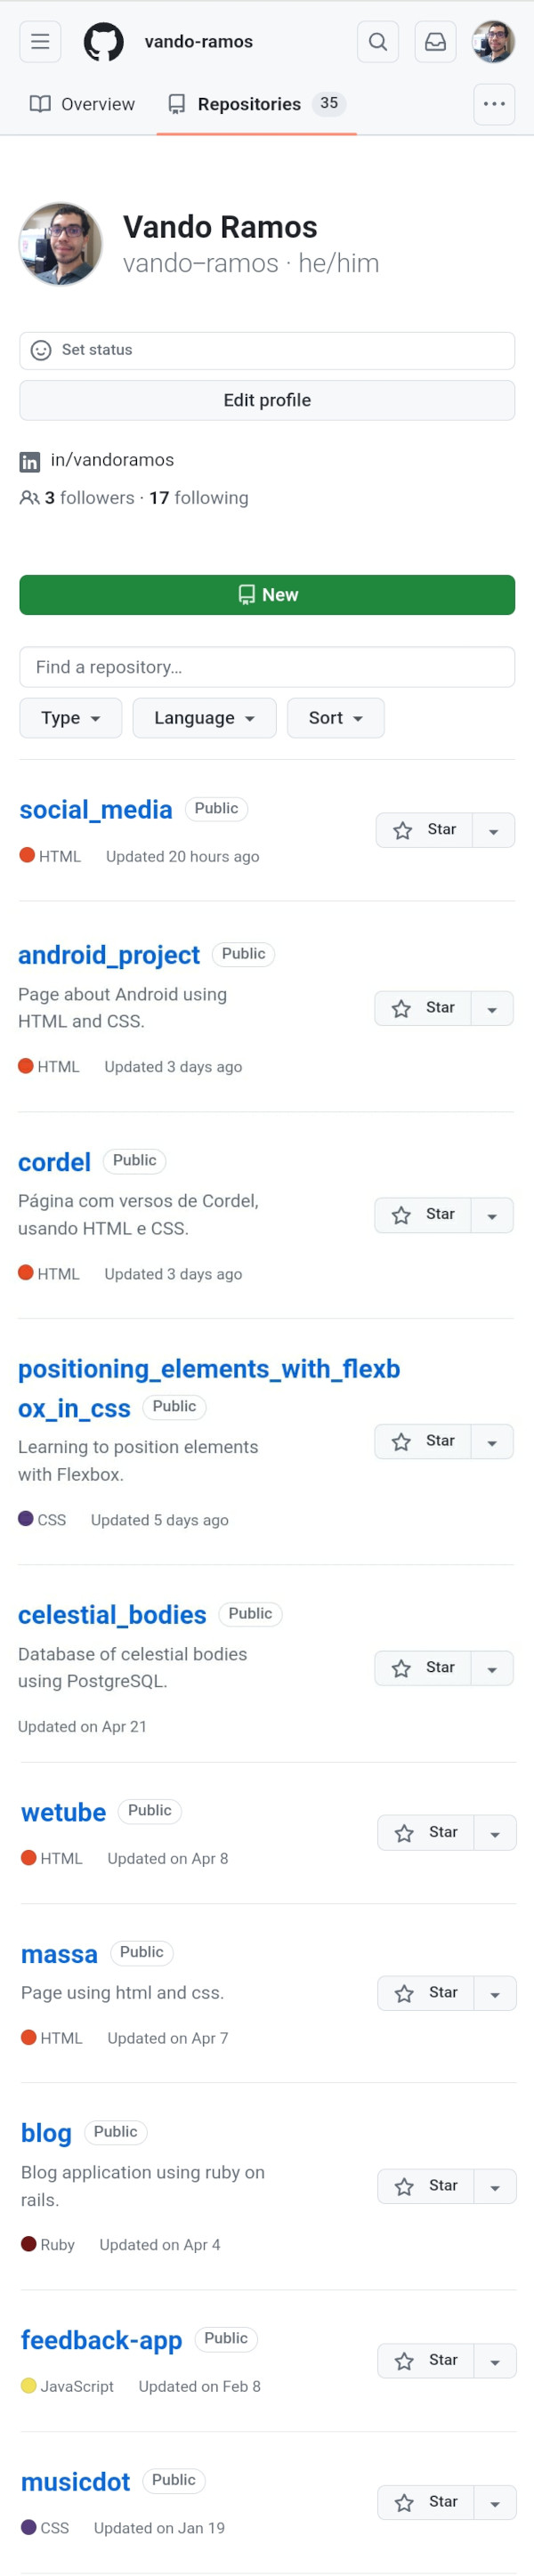 vando-ramos
Overview
Repositories 35
Vando Ramos
vando-ramos · he/him
Set status
Edit profile
in/vandoramos
3 followers · 17 following
New
Find a repository...
Type
Language
Sort
social_media Public
Star
HTML Updated 20 hours ago
android_project Public
Page about Android using
HTML and CSS.
Star
HTML Updated 3 days ago
cordel Public
Página com versos de Cordel,
usando HTML e CSS.
Star
HTML Updated 3 days ago
positioning_elements_with_flexb
ox_in_css Public
Learning to position elements
with Flexbox.
Star
CSS Updated 5 days ago
celestial_bodies Public
Database of celestial bodies
using PostgreSQL.
Star
Updated on Apr 21
wetube Public
Star
HTML Updated on Apr 8
massa Public
Page using html and css.
Star
HTML Updated on Apr 7
blog Public
Blog application using ruby on
rails.
Star
Ruby Updated on Apr 4
feedback-app Public
Star
JavaScript Updated on Feb 8
musicdot Public
Star
CSS Updated on Jan 19